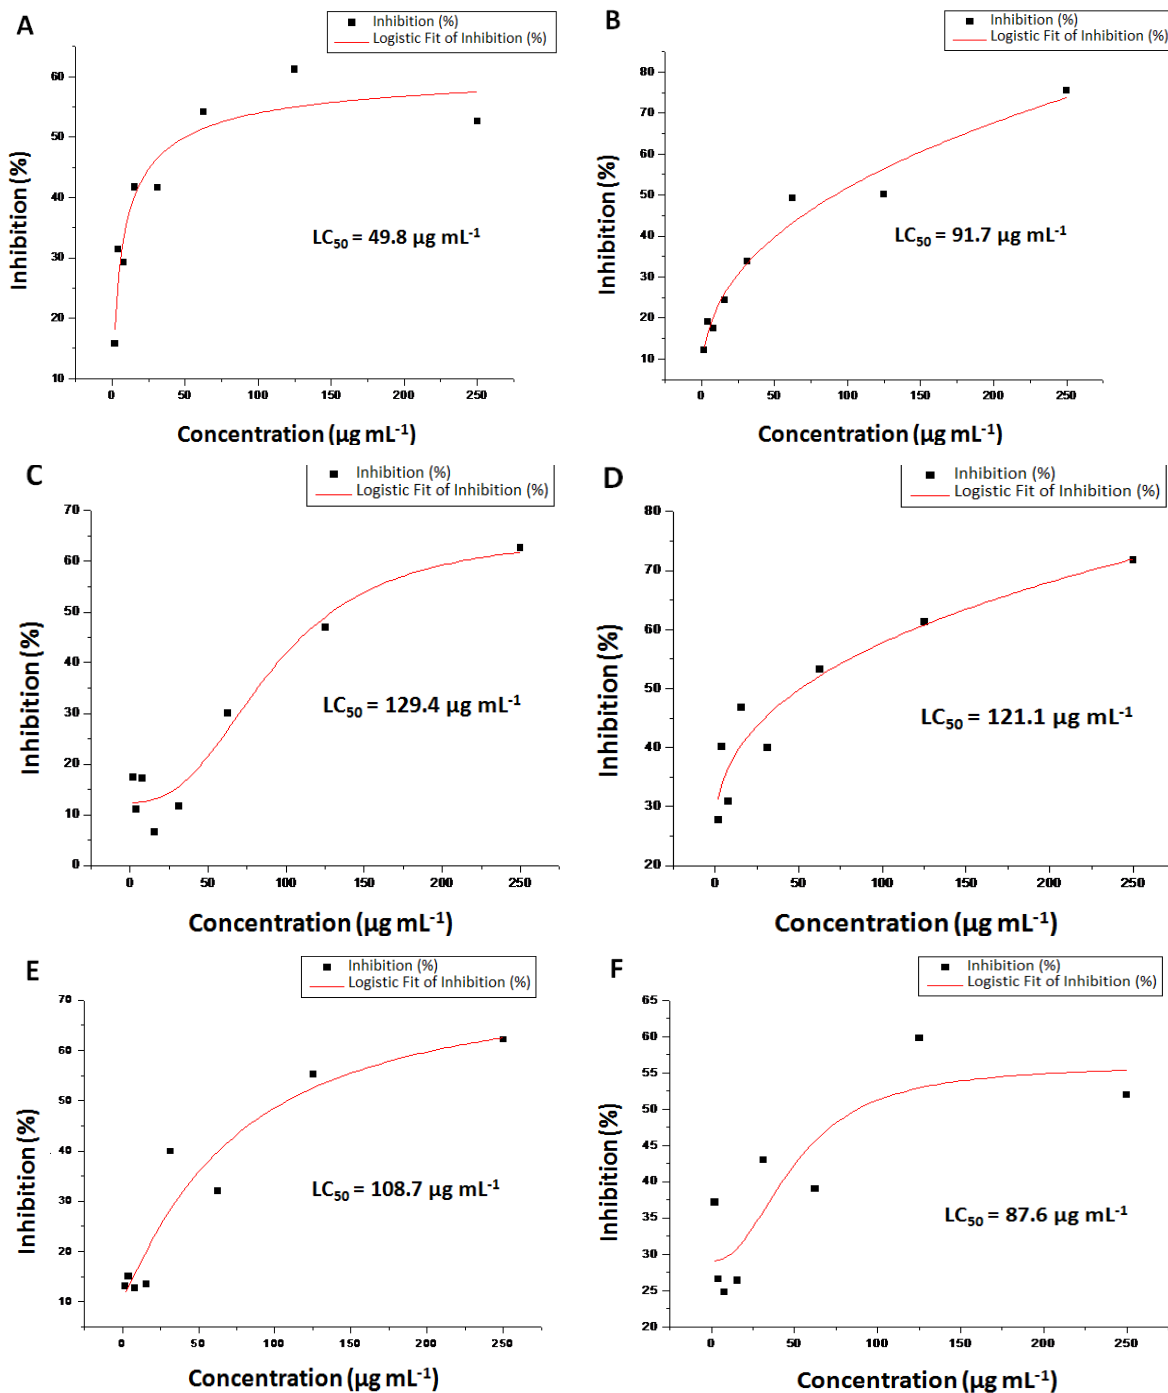 A
Inhibition (%)
Logistic Fit of Inhibition (%)
60
50
40
30
20
10
0
50
100
150
200
250
Inhibition (%)
LC50 = 49.8 µg mL-1
Concentration (µg mL-1)
B
Inhibition (%)
Logistic Fit of Inhibition (%)
80
70
60
50
40
30
20
10
0
50
100
150
200
250
Inhibition (%)
LC50 = 91.7 µg mL-1
Concentration (µg mL-1)
C
Inhibition (%)
Logistic Fit of Inhibition (%)
70
60
50
40
30
20
10
0
0
50
100
150
200
250
Inhibition (%)
LC50 = 129.4 µg mL-1
Concentration (µg mL-1)
D
Inhibition (%)
Logistic Fit of Inhibition (%)
80
70
60
50
40
30
20
0
50
100
150
200
250
Inhibition (%)
LC50 = 121.1 µg mL-1
Concentration (µg mL-1)
E
Inhibition (%)
Logistic Fit of Inhibition (%)
70
60
50
40
30
20
10
0
50
100
150
200
250
Inhibition (%)
LC50 = 108.7 µg mL-1
Concentration (µg mL-1)
F
Inhibition (%)
Logistic Fit of Inhibition (%)
65
60
55
50
45
40
35
30
25
20
0
50
100
150
200
250
Inhibition (%)
LC50 = 87.6 µg mL-1
Concentration (µg mL-1)